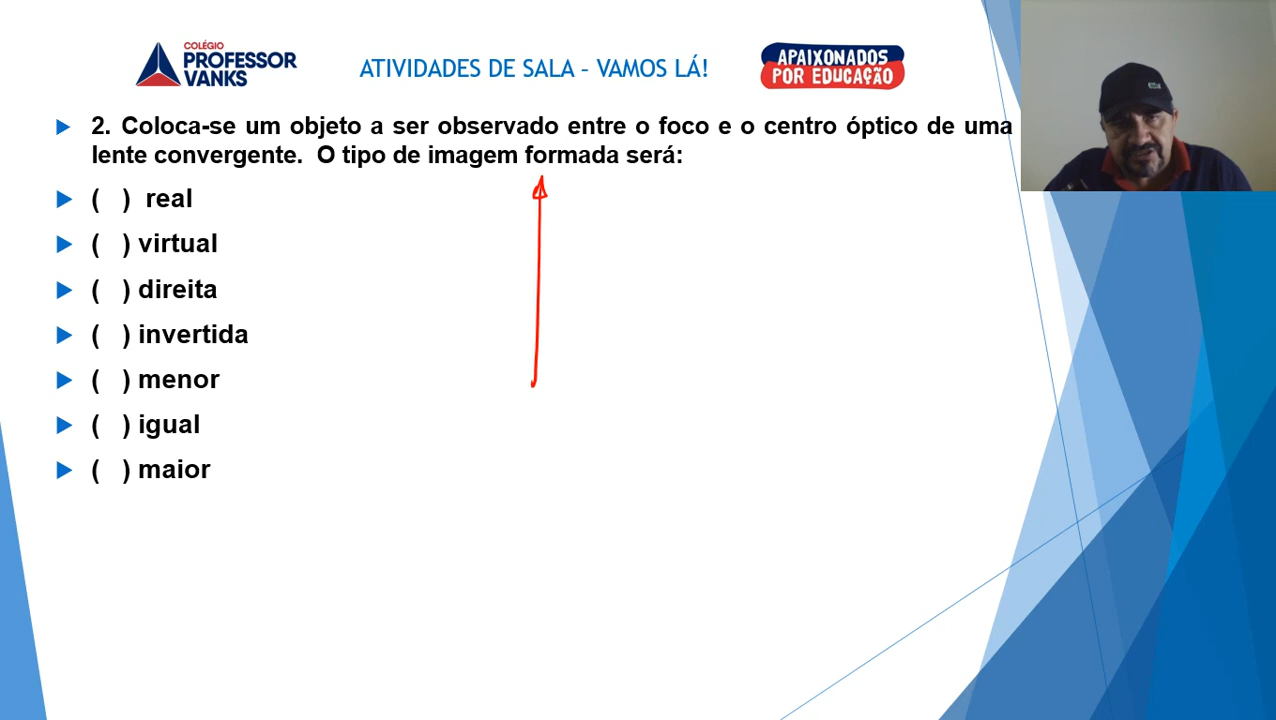 COLÉGIO
PROFESSOR
VANKS
ATIVIDADES DE SALA – VAMOS LÁ!
APAIXONADOS
POR EDUCAÇÃO
2. Coloca-se um objeto a ser observado entre o foco e o centro óptico de uma
lente convergente. O tipo de imagem formada será:
( ) real
( ) virtual
( ) direita
( ) invertida
( ) menor
( ) igual
( ) maior